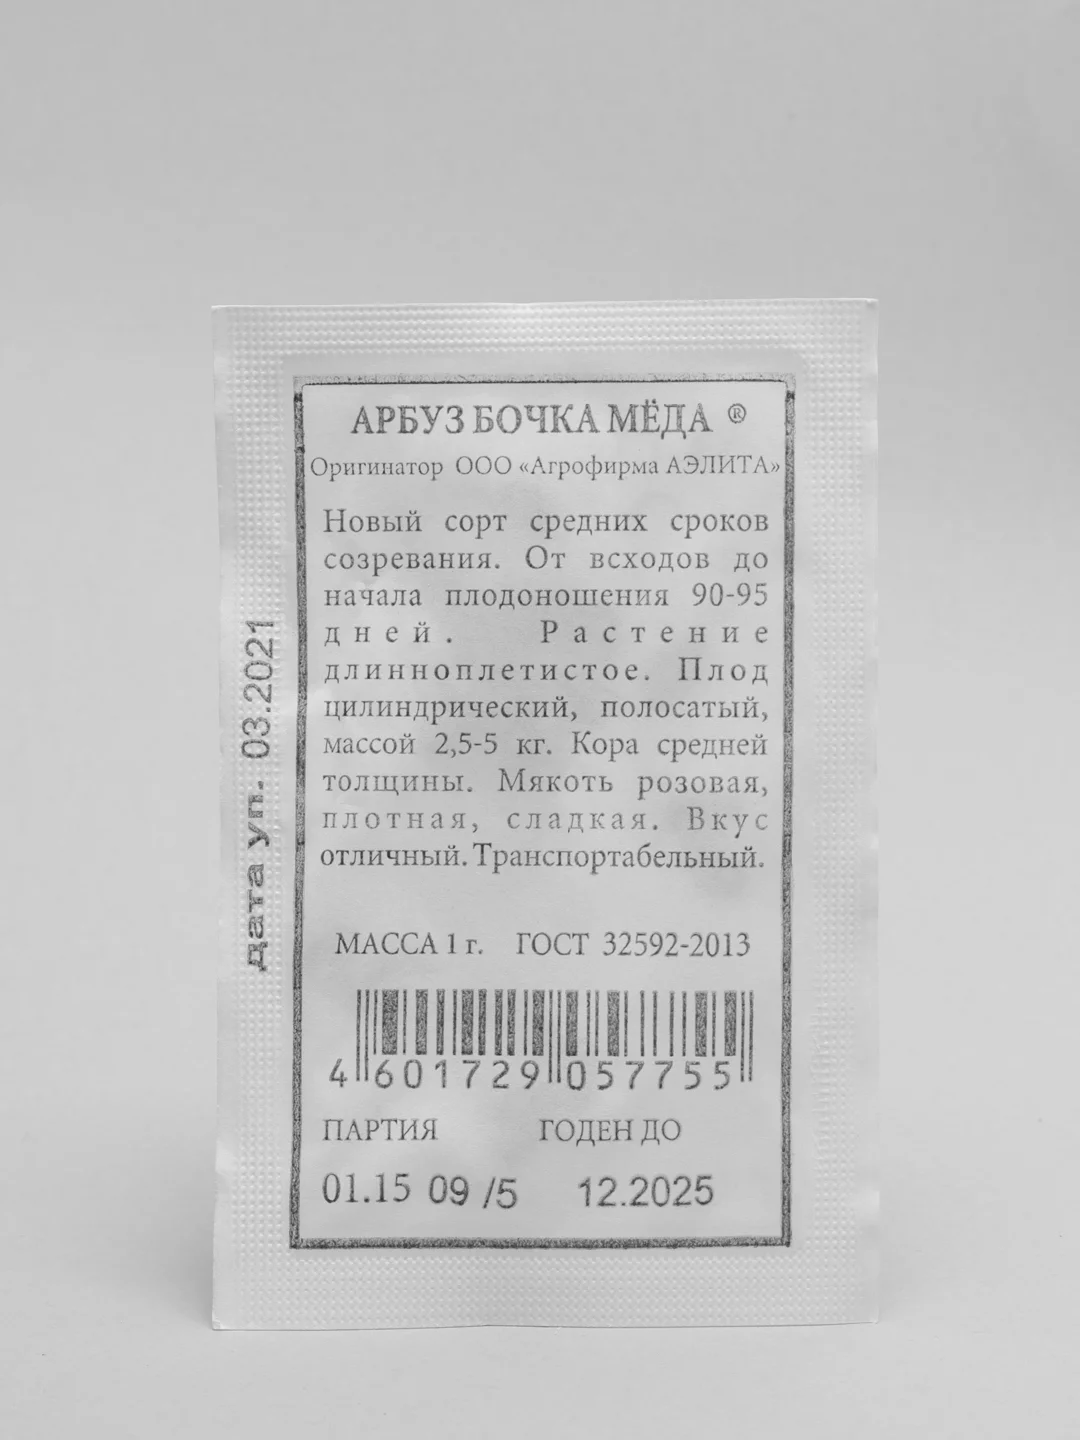 АРБУЗ БОЧКА МЁДА ®
Оригинатор ООО «Агрофирма АЭЛИТА»
Новый сорт средних сроков
созревания. От всходов до
начала плодоношения 90-95
дней. Растение
длинноплетистое. Плод
цилиндрический, полосатый,
массой 2,5-5 кг. Кора средней
толщины. Мякоть розовая,
плотная, сладкая. Вкус
отличный. Транспортабельный.
МАССА 1 г. ГОСТ 32592-2013
4 601729 057755
ПАРТИЯ ГОДЕН ДО
01.15 09 /5 12.2025
дата уп. 03.2021